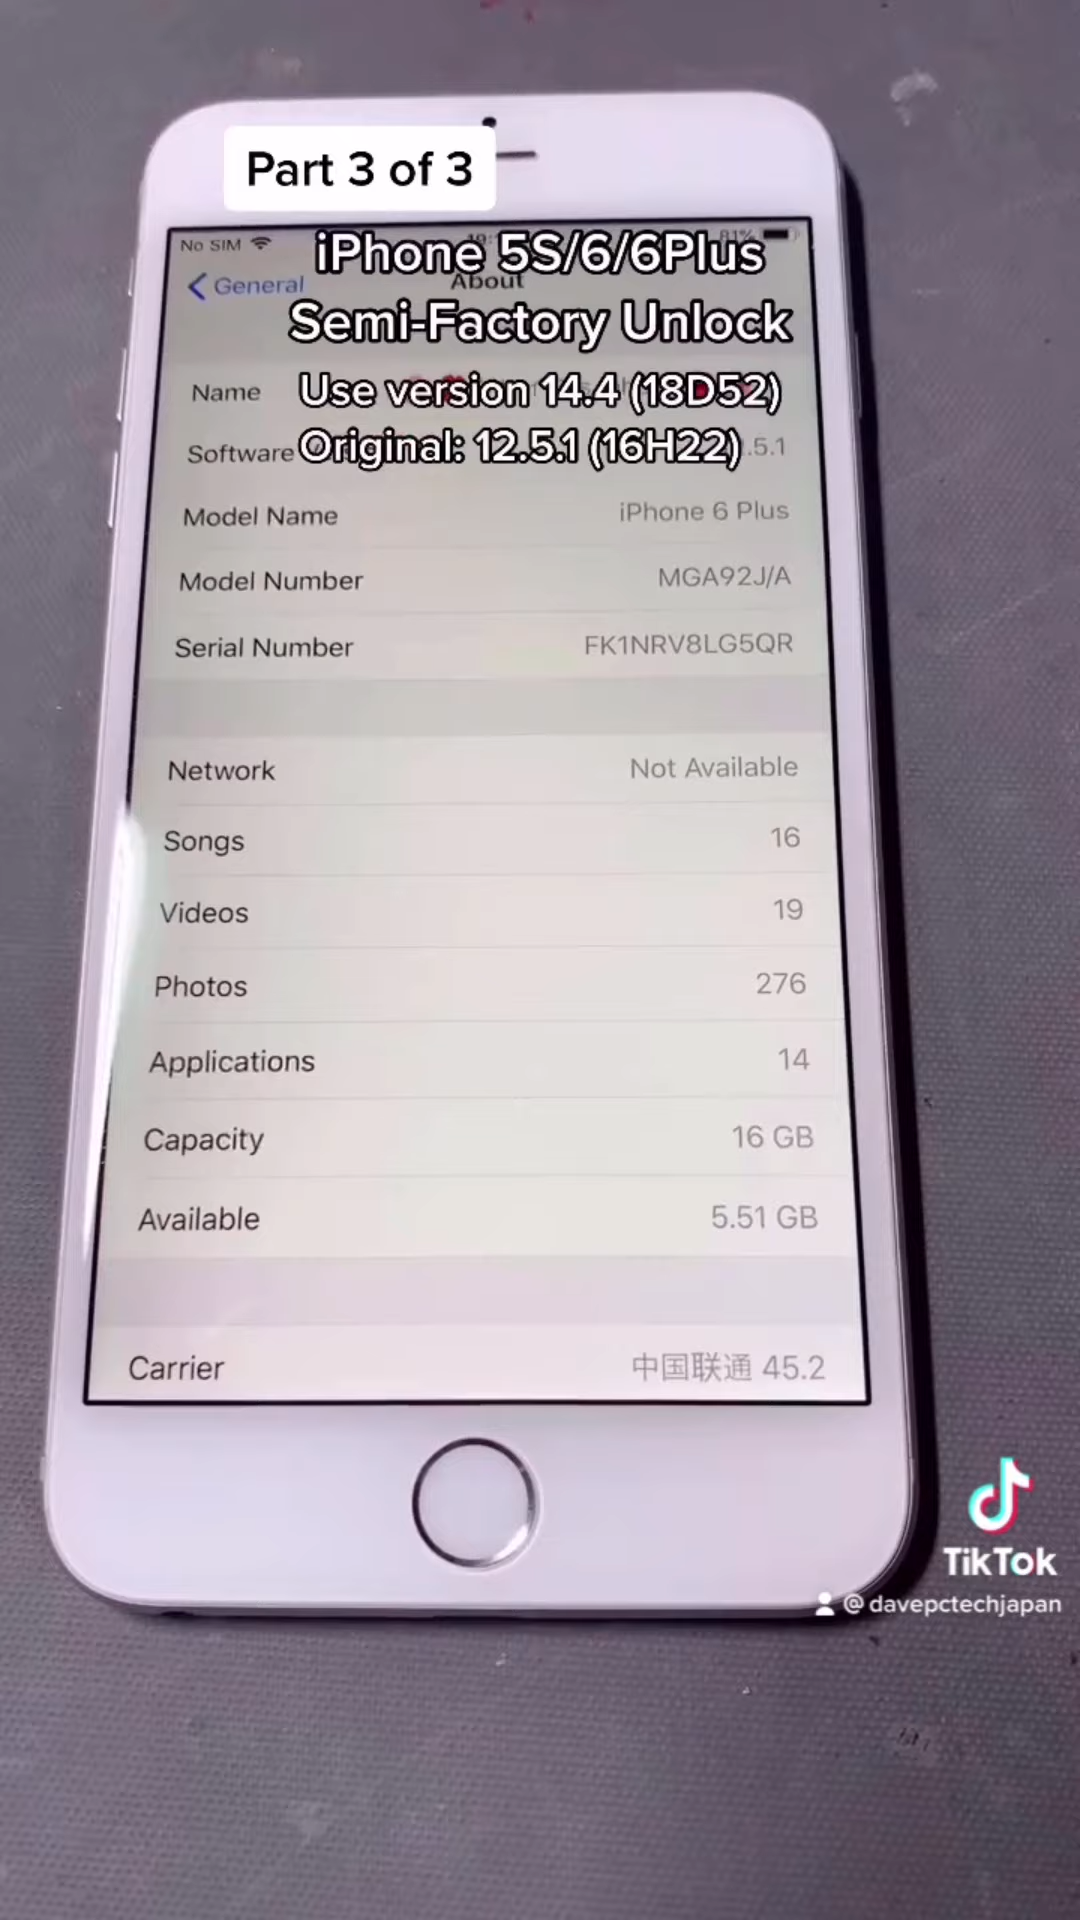 Part 3 of 3
No SIM 81%
iPhone 5S/6/6Plus
General About
Semi-Factory Unlock
Name
Use version 14.4 (18D52)
Software .5.1
Original: 12.5.1 (16H22)
Model Name iPhone 6 Plus
Model Number MGA92J/A
Serial Number FK1NRV8LG5QR
Network Not Available
Songs 16
Videos 19
Photos 276
Applications 14
Capacity 16 GB
Available 5.51 GB
Carrier 中国联通 45.2
TikTok
@davepctechjapan